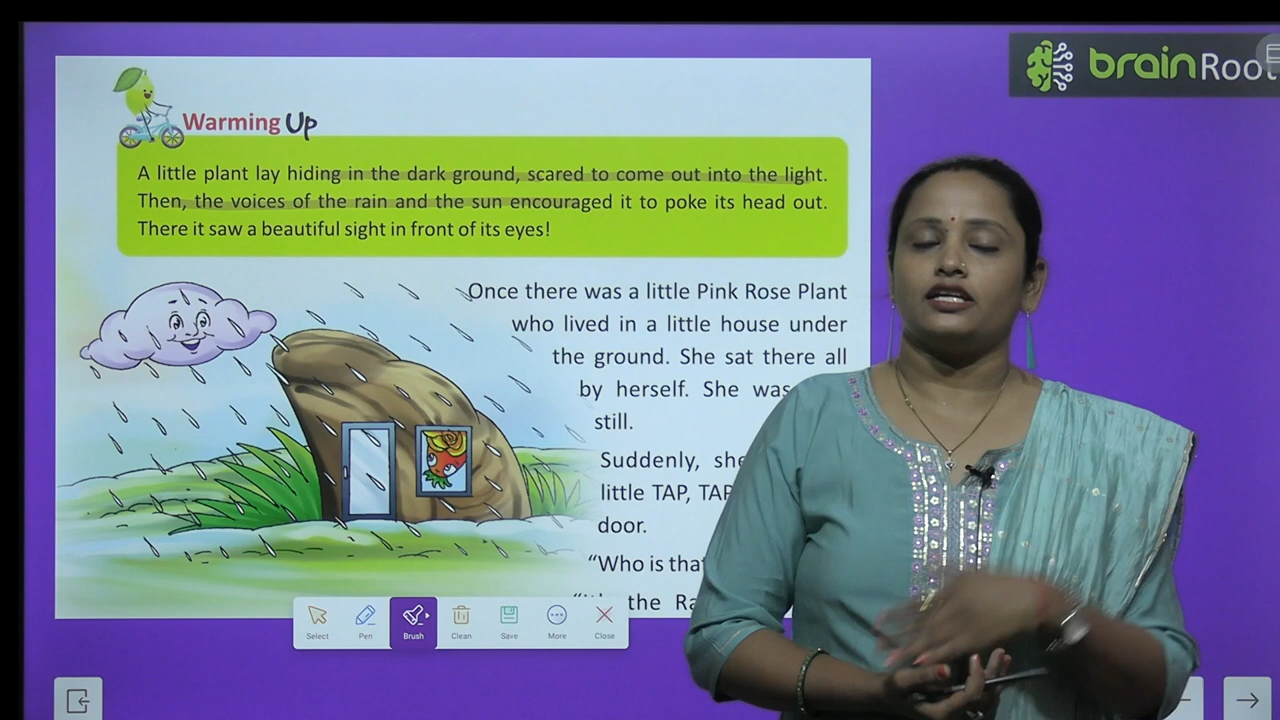 brainRoot
Warming Up
A little plant lay hiding in the dark ground, scared to come out into the light.
Then, the voices of the rain and the sun encouraged it to poke its head out.
There it saw a beautiful sight in front of its eyes!
Once there was a little Pink Rose Plant
who lived in a little house under
the ground. She sat there all
by herself. She was
still.
Suddenly, she
little TAP, TAP
door.
“Who is that
the Ra
Select Pen Brush Clean Save More Close